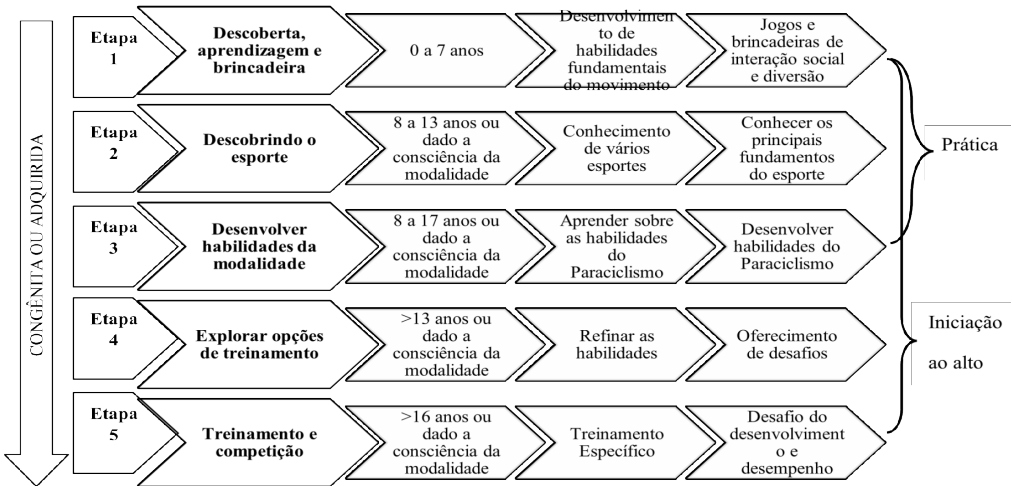 CONGÊNITA OU ADQUIRIDA
Etapa
1
Descoberta,
aprendizagem e
brincadeira
0 a 7 anos
Desenvolvimen
to de
habilidades
fundamentais
do movimento
Jogos e
brincadeiras de
interação social
e diversão
Etapa
2
Descobrindo o
esporte
8 a 13 anos ou
dado a
consciência da
modalidade
Conhecimento
de vários
esportes
Conhecer os
principais
fundamentos
do esporte
Prática
Etapa
3
Desenvolver
habilidades da
modalidade
8 a 17 anos ou
dado a
consciência da
modalidade
Aprender sobre
as habilidades
do
Paraciclismo
Desenvolver
habilidades do
Paraciclismo
Etapa
4
Explorar opções
de treinamento
>13 anos ou
dado a
consciência da
modalidade
Refinar as
habilidades
Oferecimento
de desafios
Iniciação
ao alto
Etapa
5
Treinamento e
competição
>16 anos ou
dado a
consciência da
modalidade
Treinamento
Específico
Desafio do
desenvolviment
o e
desempenho